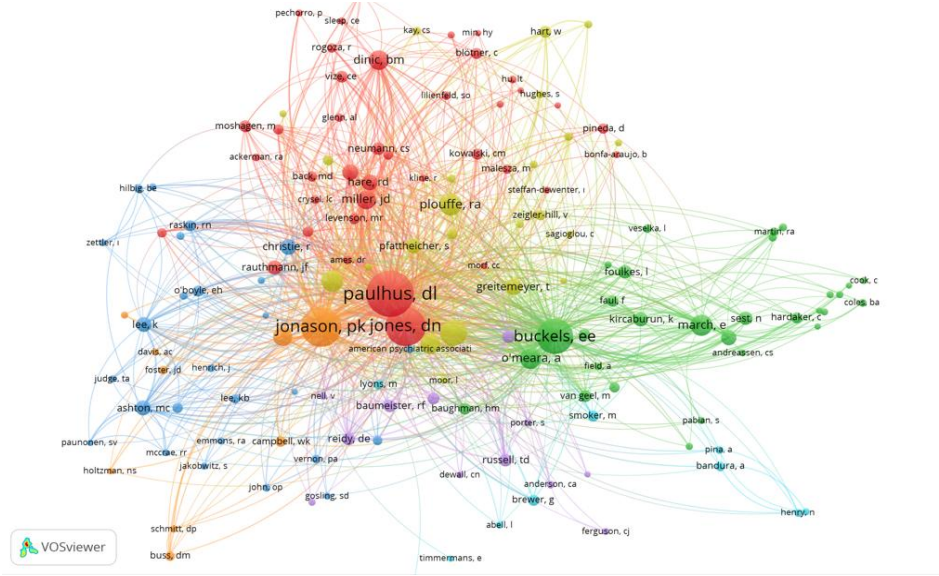 pechorro, p
sleep, ce
kay, cs
min, hy
hart, w
rogoza, r
blötner, c
dinic, bm
vize, ce
hu, lt
hughes, s
lilienfeld, so
glenn, al
moshagen, m
pineda, d
neumann, cs
kowalski, cm
ackerman, ra
bonfa-araujo, b
malesza, m
back, md
kline, r
hare, rd
hilbig, be
steffan-dewenter, i
crysel, lc
miller, jd
plouffe, ra
levenson, mr
zeigler-hill, v
raskin, rn
veselka, l
sagioglou, c
martin, ra
zettler, i
christie, r
pfattheicher, s
ames, dr
morf, cc
rauthmann, jf
foulkes, l
cook, c
o'boyle, eh
paulhus, dl
greitemeyer, t
faul, f
coles, ba
lee, k
jonason, pk
jones, dn
kircaburun, k
march, e
sest, n
hardaker, c
buckels, ee
american psychiatric associati
davis, ac
o'meara, a
andreassen, cs
foster, jd
henrich, j
field, a
judge, ta
lyons, m
moor, l
nell, v
van geel, m
lee, kb
ashton, mc
baumeister, rf
baughman, hm
smoker, m
porter, s
pabian, s
paunonen, sv
emmons, ra
campbell, wk
reidy, de
mccrae, rr
pina, a
vernon, pa
russell, td
jakobwitz, s
bandura, a
holtzman, ns
dewall, cn
john, op
anderson, ca
gosling, sd
brewer, g
henry, n
abell, l
schmitt, dp
ferguson, cj
buss, dm
timmermans, e
VOSviewer